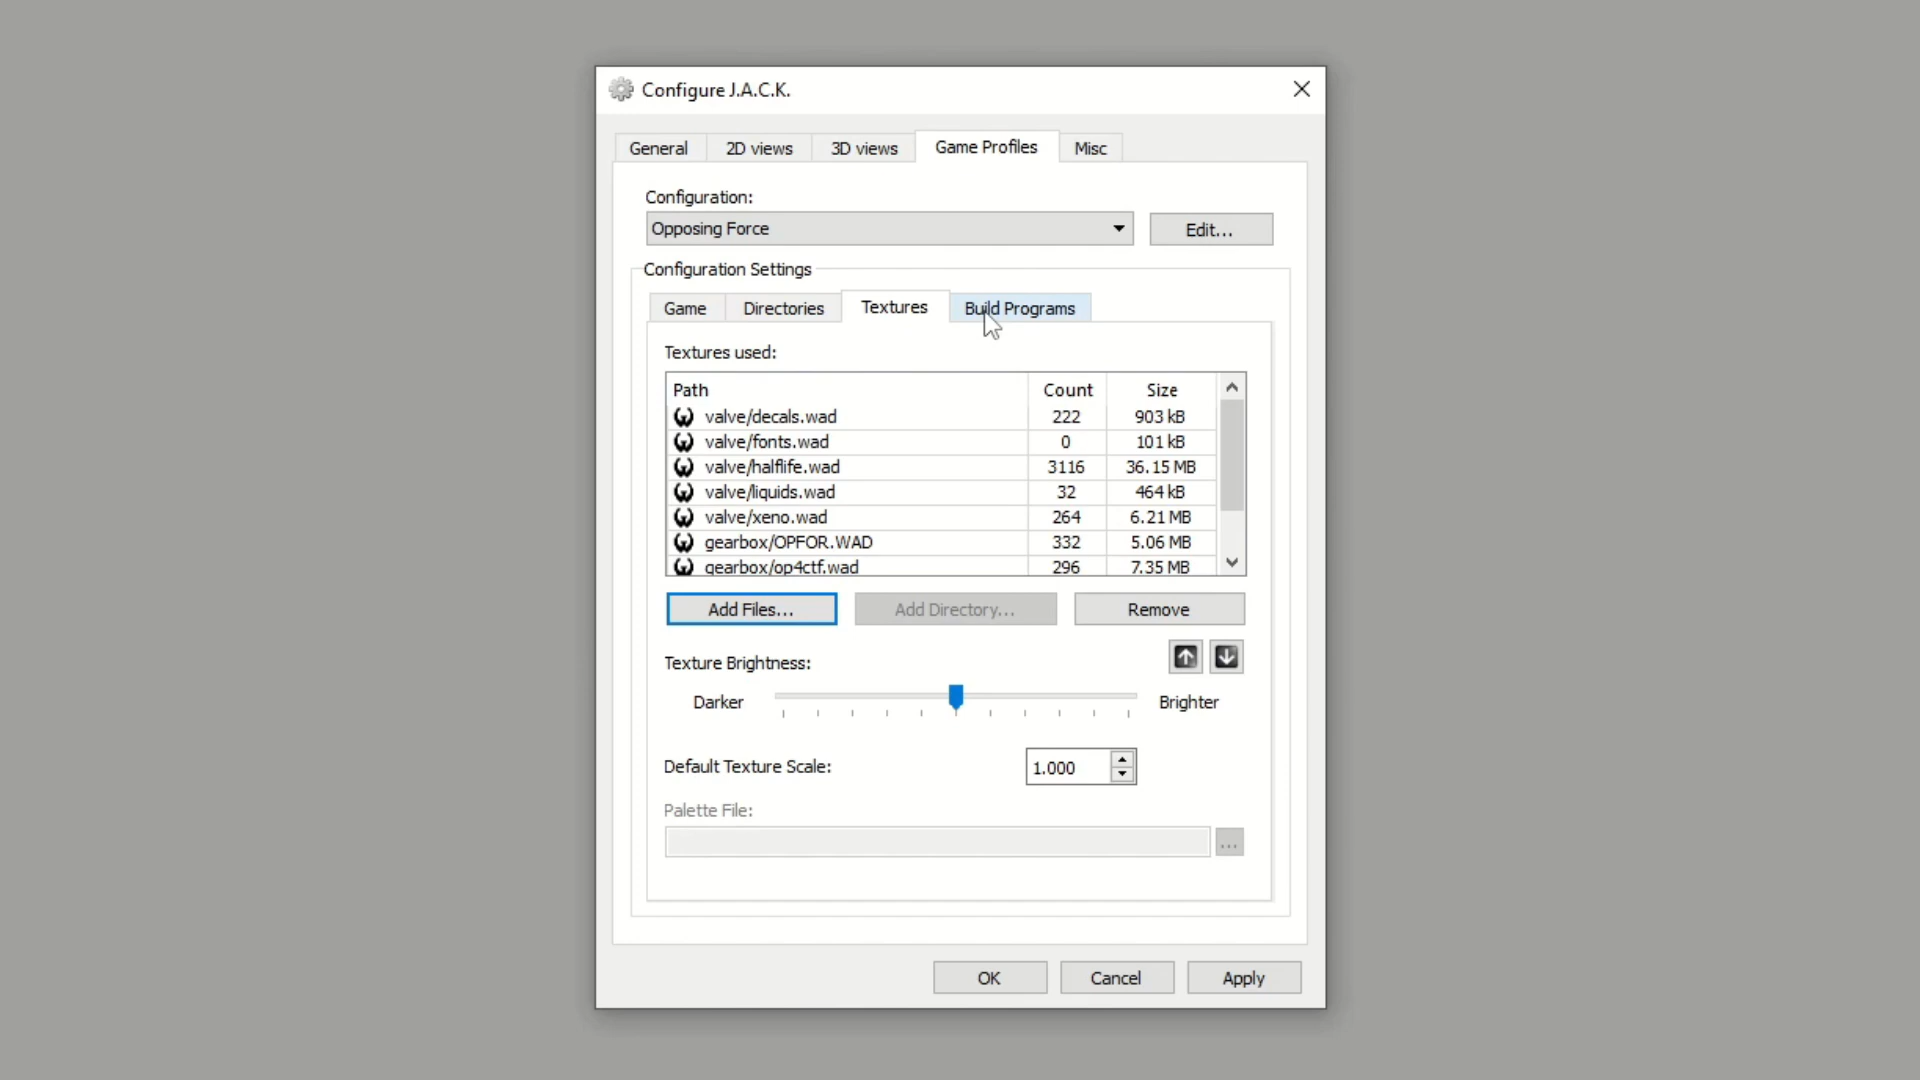 Configure J.A.C.K.
General 2D views 3D views Game Profiles Misc
Configuration:
Opposing Force Edit...
Configuration Settings
Game Directories Textures Build Programs
Textures used:
Path Count Size
valve/decals.wad 222 903 kB
valve/fonts.wad 0 101 kB
valve/halflife.wad 3116 36.15 MB
valve/liquids.wad 32 464 kB
valve/xeno.wad 264 6.21 MB
gearbox/OPFOR.WAD 332 5.06 MB
gearbox/op4ctf.wad 296 7.35 MB
Add Files... Add Directory... Remove
Texture Brightness:
Darker Brighter
Default Texture Scale: 1.000
Palette File:
...
OK Cancel Apply